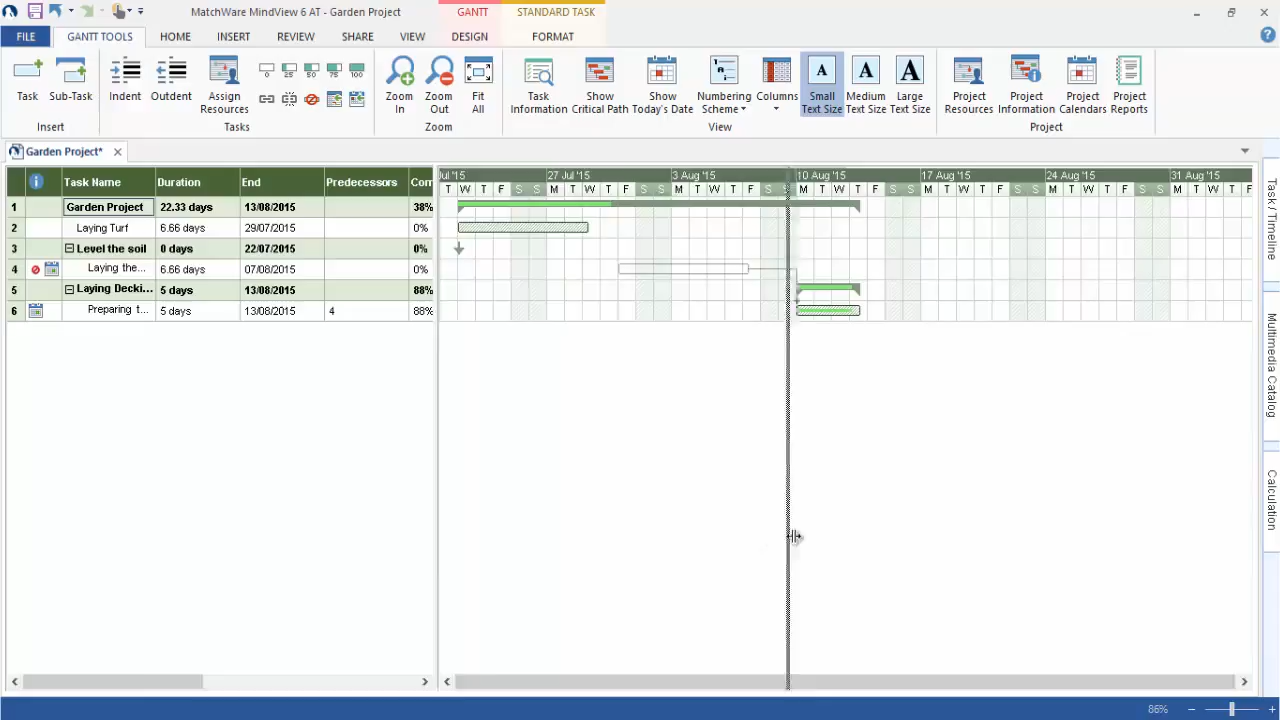 MatchWare MindView 6 AT - Garden Project
GANTT
STANDARD TASK
FILE
GANTT TOOLS
HOME
INSERT
REVIEW
SHARE
VIEW
DESIGN
FORMAT
Task
Sub-Task
Indent
Outdent
Assign
Resources
0
25
50
75
100
Zoom
In
Zoom
Out
Fit
All
Task
Information
Show
Critical Path
Show
Today's Date
Numbering
Scheme
Columns
A
Small
Text Size
A
Medium
Text Size
A
Large
Text Size
Project
Resources
Project
Information
Project
Calendars
Project
Reports
Insert
Tasks
Zoom
View
Project
Garden Project*
Task Name Duration End Predecessors Com
1 Garden Project 22.33 days 13/08/2015 38%
2 Laying Turf 6.66 days 29/07/2015 0%
3 Level the soil 0 days 22/07/2015 0%
4 Laying the... 6.66 days 07/08/2015 0%
5 Laying Decki... 5 days 13/08/2015 88%
6 Preparing t... 5 days 13/08/2015 4 88%
Jul '15 27 Jul '15 3 Aug '15 10 Aug '15 17 Aug '15 24 Aug '15 31 Aug '15
T W T F S S M T W T F S S M T W T F S S M T W T F S S M T W T F S S M T W T F S S M T W T F
Task / Timeline
Multimedia Catalog
Calculation
86%